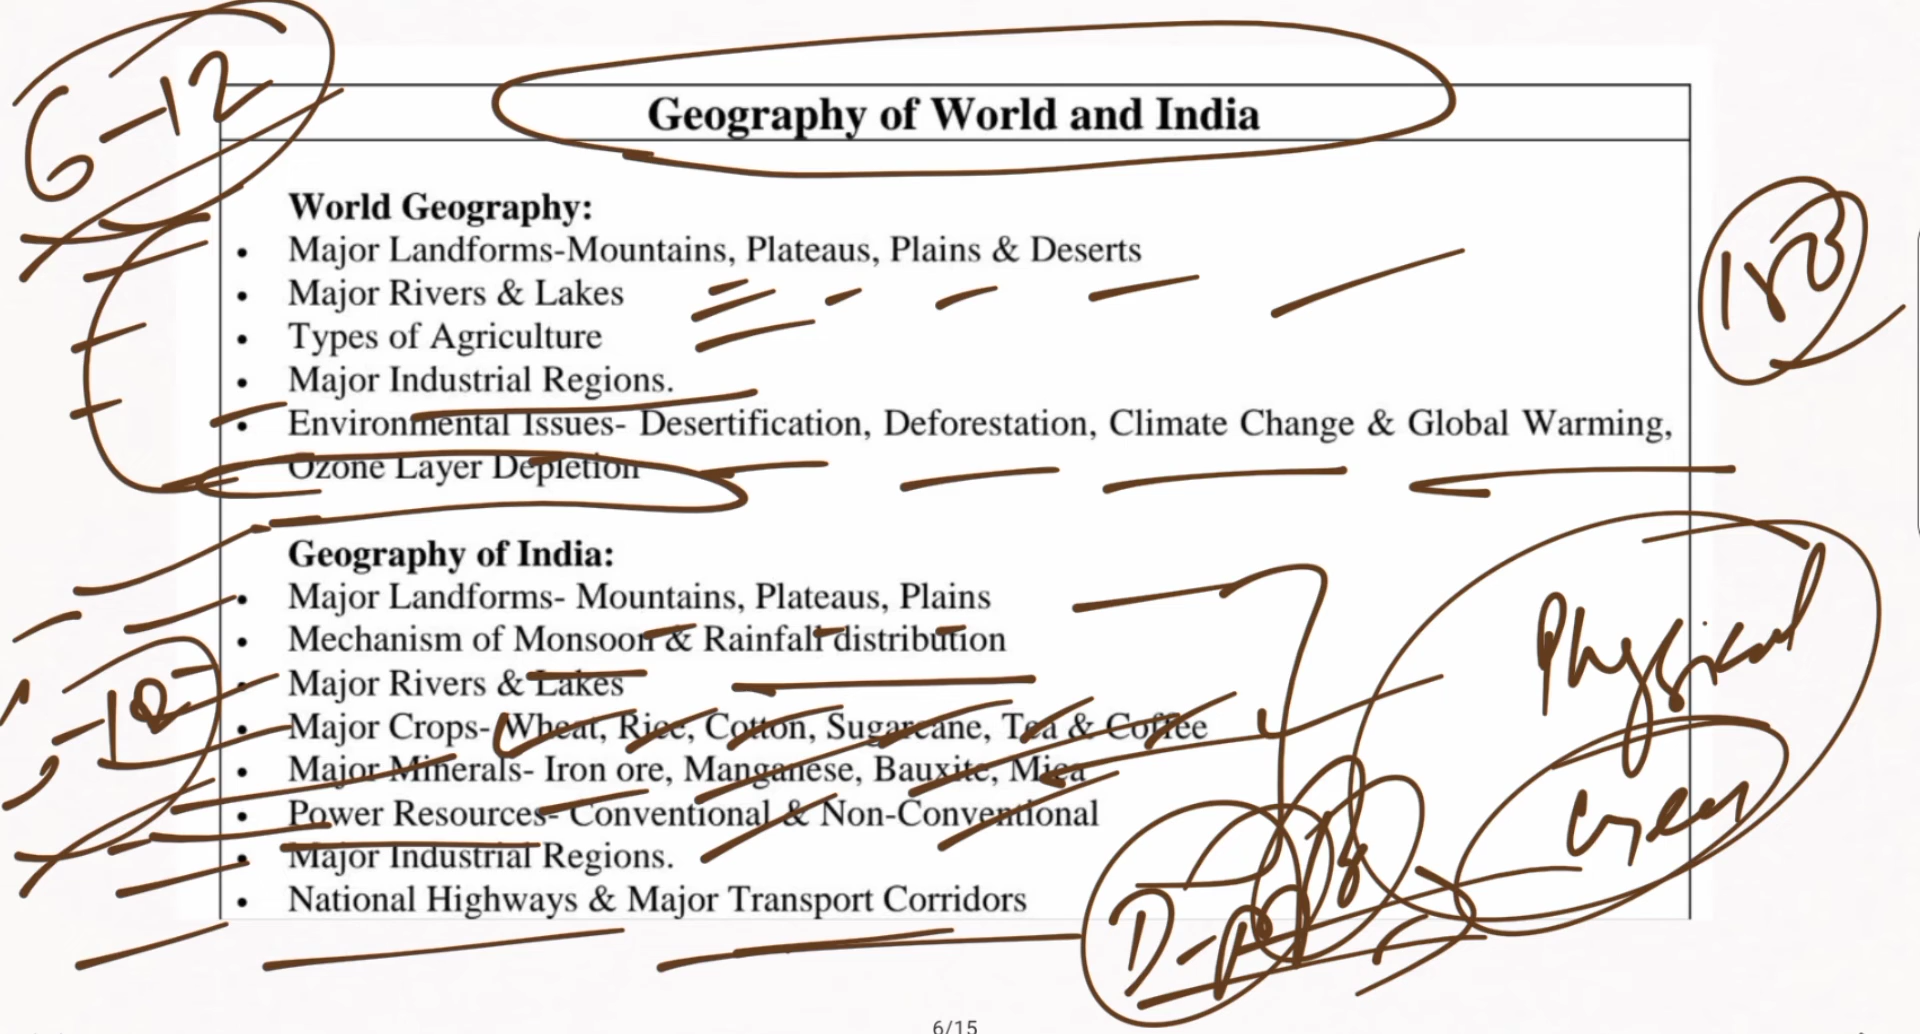 6-12
Geography of World and India
World Geography:
• Major Landforms-Mountains, Plateaus, Plains & Deserts
• Major Rivers & Lakes
• Types of Agriculture
• Major Industrial Regions.
• Environmental Issues- Desertification, Deforestation, Climate Change & Global Warming,
Ozone Layer Depletion
Geography of India:
• Major Landforms- Mountains, Plateaus, Plains
• Mechanism of Monsoon & Rainfall distribution
• Major Rivers & Lakes
• Major Crops- Wheat, Rice, Cotton, Sugarcane, Tea & Coffee
• Major Minerals- Iron ore, Manganese, Bauxite, Mica
• Power Resources- Conventional & Non-Conventional
• Major Industrial Regions.
• National Highways & Major Transport Corridors
Physical
6/15